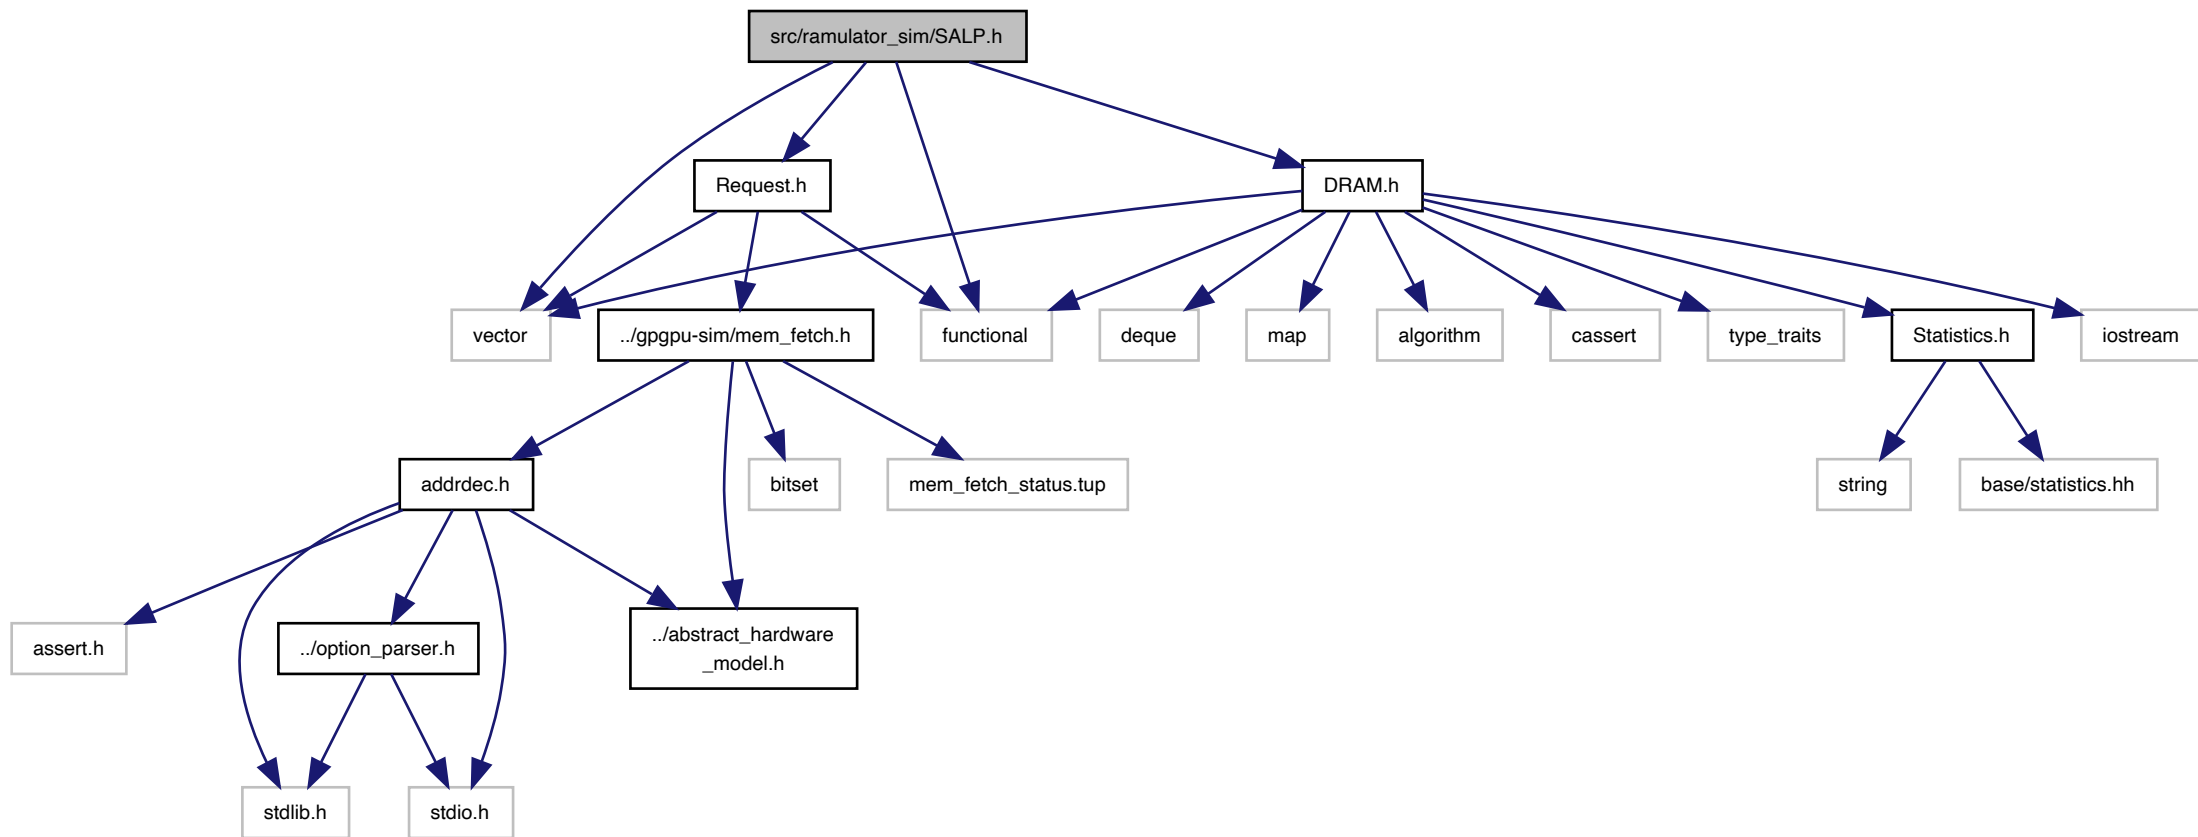 src/ramulator_sim/SALP.h
Request.h
DRAM.h
vector
../gpgpu-sim/mem_fetch.h
functional
deque
map
algorithm
cassert
type_traits
Statistics.h
iostream
addrdec.h
bitset
mem_fetch_status.tup
string
base/statistics.hh
assert.h
../option_parser.h
../abstract_hardware
_model.h
stdlib.h
stdio.h